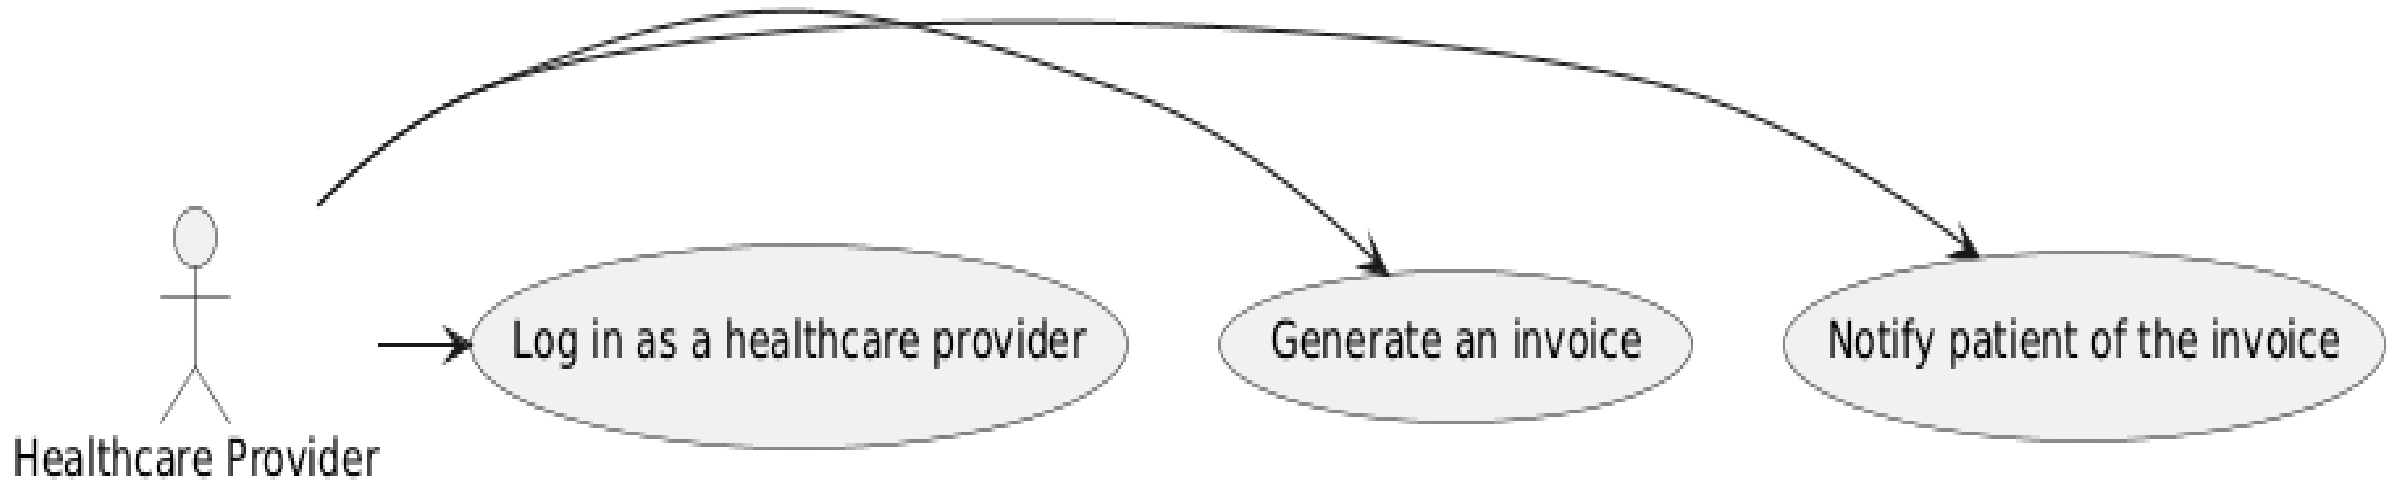 Log in as a healthcare provider
Generate an invoice
Notify patient of the invoice
Healthcare Provider